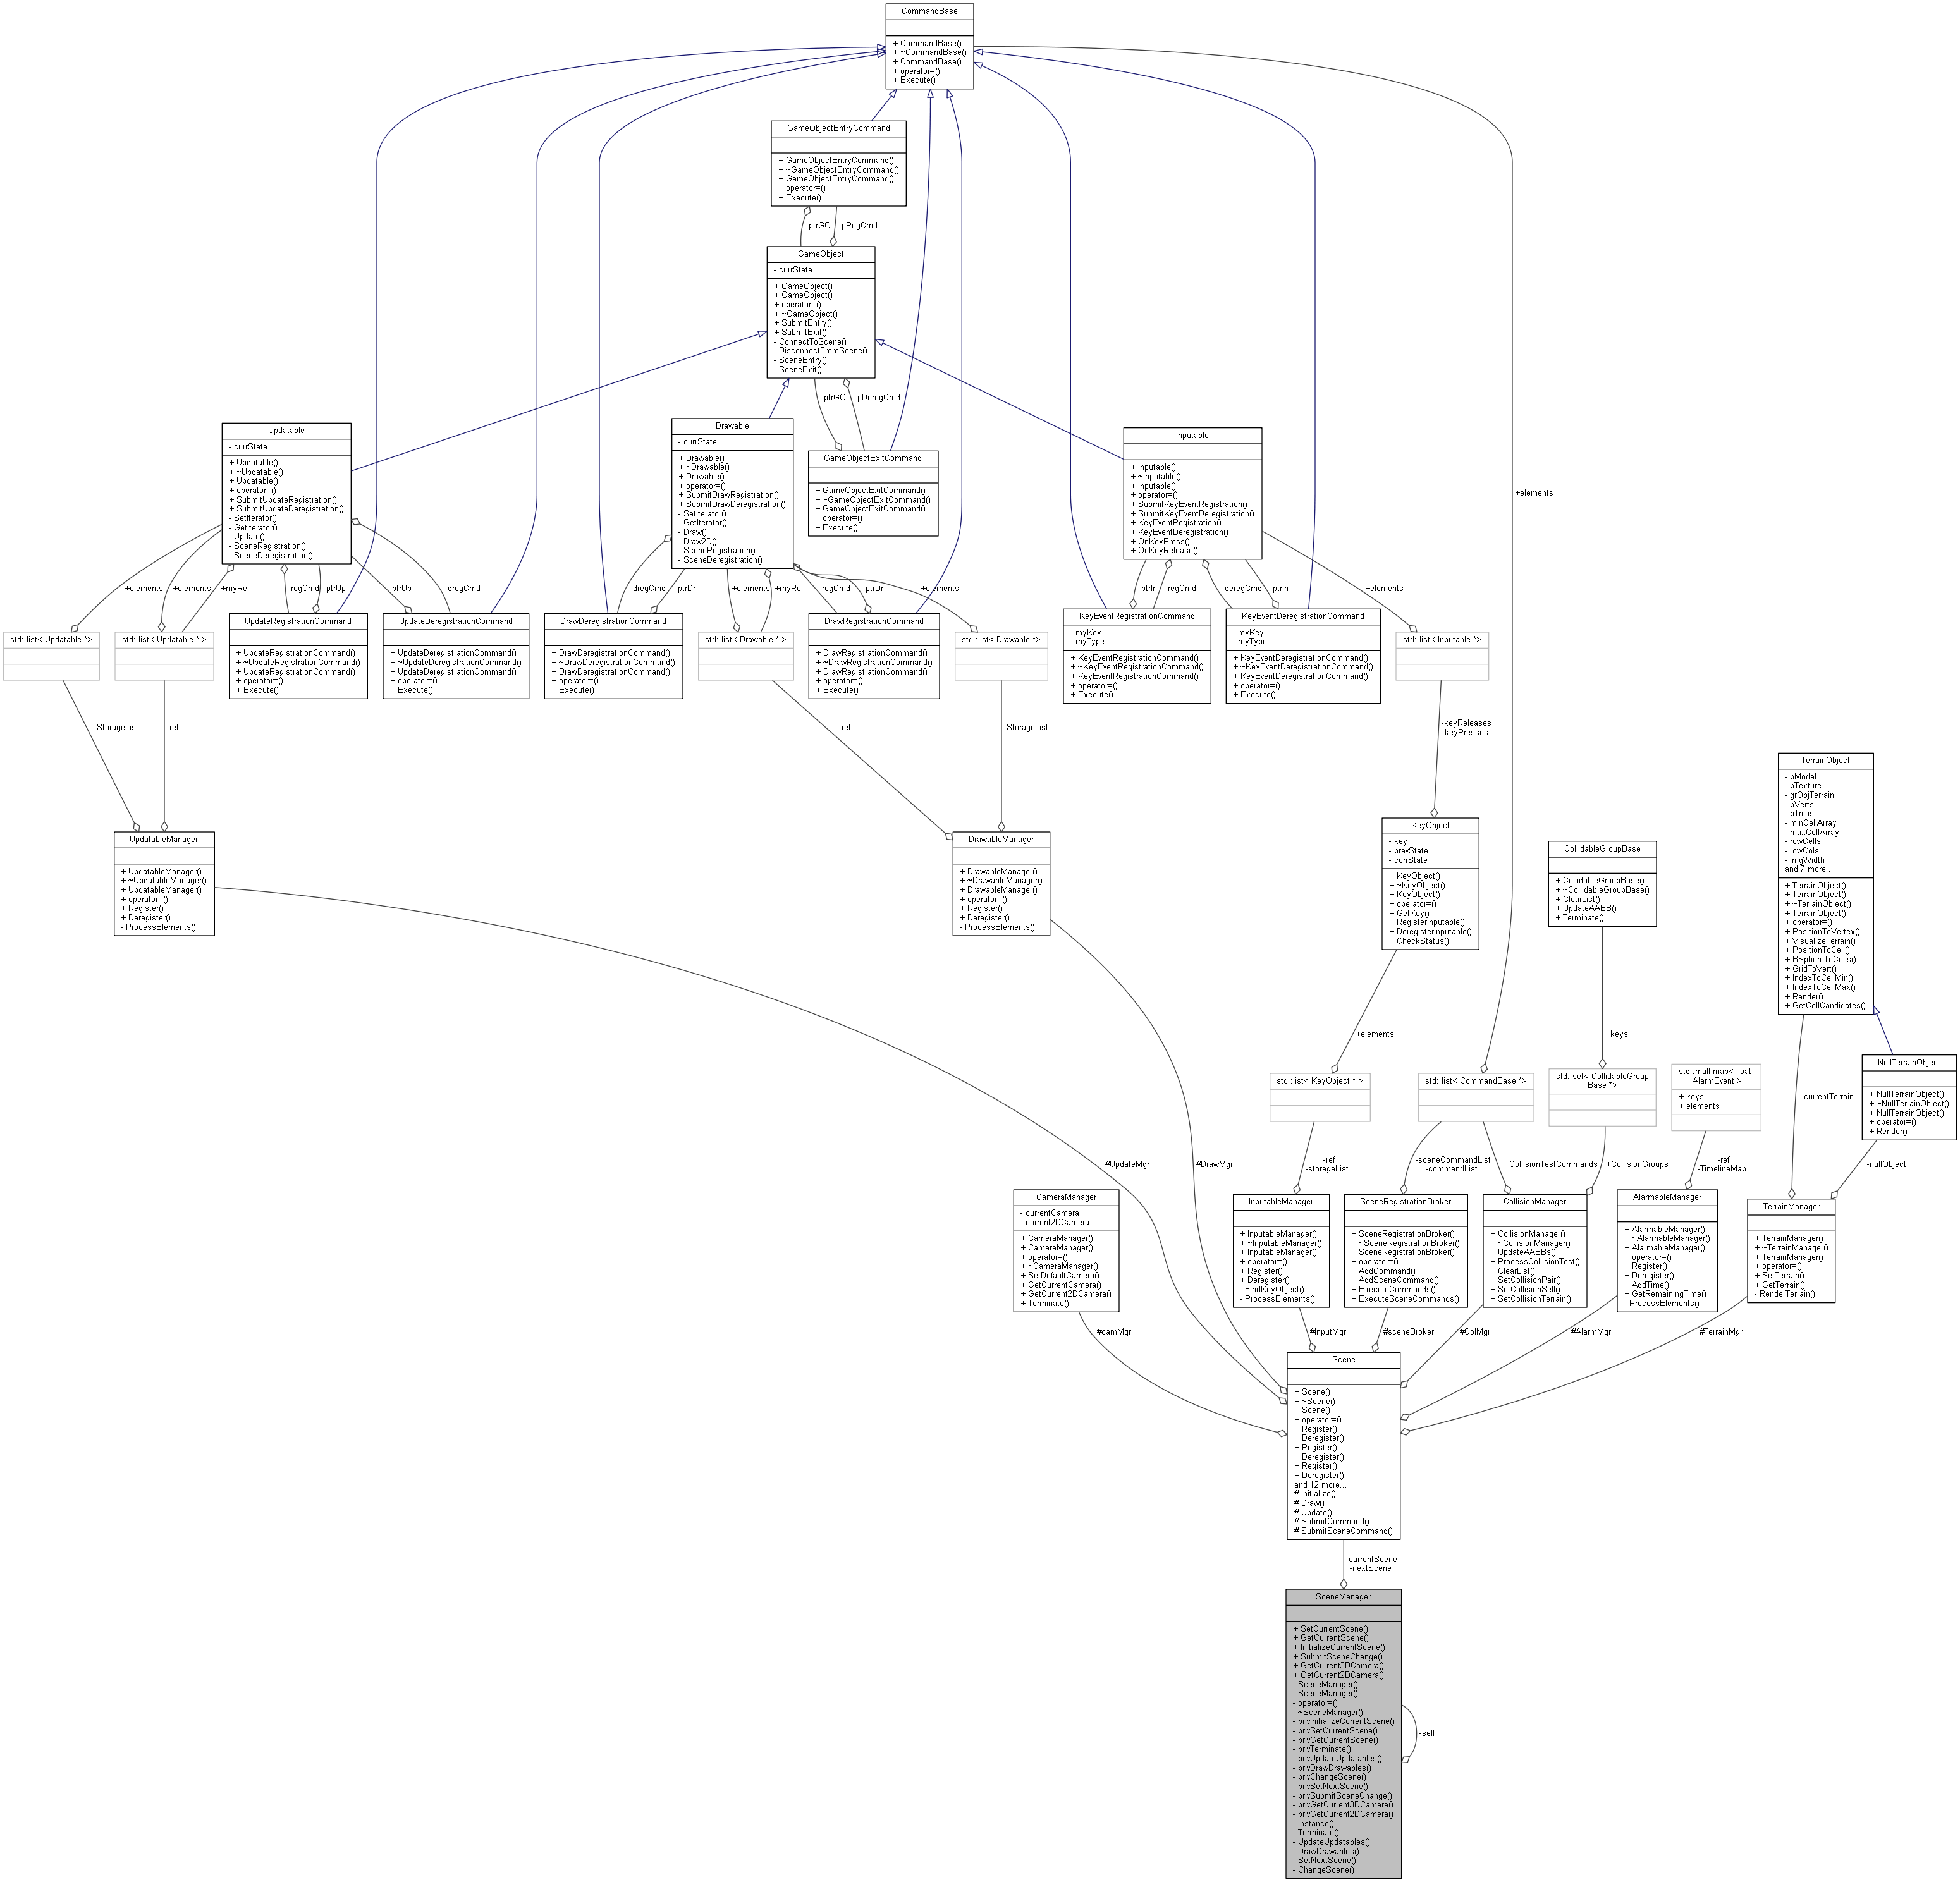 CommandBase
+ CommandBase()
+ ~CommandBase()
+ CommandBase()
+ operator=()
+ Execute()
GameObjectEntryCommand
+ GameObjectEntryCommand()
+ ~GameObjectEntryCommand()
+ GameObjectEntryCommand()
+ operator=()
+ Execute()
-ptrGO
-pRegCmd
GameObject
- currState
+ GameObject()
+ GameObject()
+ operator=()
+ ~GameObject()
+ SubmitEntry()
+ SubmitExit()
- ConnectToScene()
- DisconnectFromScene()
- SceneEntry()
- SceneExit()
-ptrGO
-pDeregCmd
Updatable
- currState
+ Updatable()
+ ~Updatable()
+ Updatable()
+ operator=()
+ SubmitUpdateRegistration()
+ SubmitUpdateDeregistration()
- SetIterator()
- GetIterator()
- Update()
- SceneRegistration()
- SceneDeregistration()
Drawable
- currState
+ Drawable()
+ ~Drawable()
+ Drawable()
+ operator=()
+ SubmitDrawRegistration()
+ SubmitDrawDeregistration()
- SetIterator()
- GetIterator()
- Draw()
- Draw2D()
- SceneRegistration()
- SceneDeregistration()
GameObjectExitCommand
+ GameObjectExitCommand()
+ ~GameObjectExitCommand()
+ GameObjectExitCommand()
+ operator=()
+ Execute()
Inputable
+ Inputable()
+ ~Inputable()
+ Inputable()
+ operator=()
+ SubmitKeyEventRegistration()
+ SubmitKeyEventDeregistration()
+ KeyEventRegistration()
+ KeyEventDeregistration()
+ OnKeyPress()
+ OnKeyRelease()
+elements
+elements
+elements
+myRef
-regCmd
-ptrUp
-ptrUp
-dregCmd
-dregCmd
-ptrDr
+elements
+myRef
-regCmd
-ptrDr
+elements
-ptrIn
-regCmd
-deregCmd
-ptrIn
+elements
std::list< Updatable *>
std::list< Updatable * >
UpdateRegistrationCommand
+ UpdateRegistrationCommand()
+ ~UpdateRegistrationCommand()
+ UpdateRegistrationCommand()
+ operator=()
+ Execute()
UpdateDeregistrationCommand
+ UpdateDeregistrationCommand()
+ ~UpdateDeregistrationCommand()
+ UpdateDeregistrationCommand()
+ operator=()
+ Execute()
DrawDeregistrationCommand
+ DrawDeregistrationCommand()
+ ~DrawDeregistrationCommand()
+ DrawDeregistrationCommand()
+ operator=()
+ Execute()
std::list< Drawable * >
DrawRegistrationCommand
+ DrawRegistrationCommand()
+ ~DrawRegistrationCommand()
+ DrawRegistrationCommand()
+ operator=()
+ Execute()
std::list< Drawable *>
KeyEventRegistrationCommand
- myKey
- myType
+ KeyEventRegistrationCommand()
+ ~KeyEventRegistrationCommand()
+ KeyEventRegistrationCommand()
+ operator=()
+ Execute()
KeyEventDeregistrationCommand
- myKey
- myType
+ KeyEventDeregistrationCommand()
+ ~KeyEventDeregistrationCommand()
+ KeyEventDeregistrationCommand()
+ operator=()
+ Execute()
std::list< Inputable *>
-StorageList
-ref
-ref
-StorageList
-keyReleases
-keyPresses
UpdatableManager
+ UpdatableManager()
+ ~UpdatableManager()
+ UpdatableManager()
+ operator=()
+ Register()
+ Deregister()
- ProcessElements()
DrawableManager
+ DrawableManager()
+ ~DrawableManager()
+ DrawableManager()
+ operator=()
+ Register()
+ Deregister()
- ProcessElements()
KeyObject
- key
- prevState
- currState
+ KeyObject()
+ ~KeyObject()
+ KeyObject()
+ operator=()
+ GetKey()
+ RegisterInputable()
+ DeregisterInputable()
+ CheckStatus()
CollidableGroupBase
+ CollidableGroupBase()
+ ~CollidableGroupBase()
+ ClearList()
+ UpdateAABB()
+ Terminate()
TerrainObject
- pModel
- pTexture
- grObjTerrain
- pVerts
- pTriList
- minCellArray
- maxCellArray
- rowCells
- rowCols
- imgWidth
and 7 more...
+ TerrainObject()
+ TerrainObject()
+ ~TerrainObject()
+ TerrainObject()
+ operator=()
+ PositionToVertex()
+ VisualizeTerrain()
+ PositionToCell()
+ BSphereToCells()
+ GridToVert()
+ IndexToCellMin()
+ IndexToCellMax()
+ Render()
+ GetCellCandidates()
+elements
+keys
-currentTerrain
NullTerrainObject
+ NullTerrainObject()
+ ~NullTerrainObject()
+ NullTerrainObject()
+ operator=()
+ Render()
std::list< KeyObject * >
std::list< CommandBase *>
std::set< CollidableGroup
Base *>
std::multimap< float,
AlarmEvent >
+ keys
+ elements
#UpdateMgr
#DrawMgr
-ref
-storageList
-sceneCommandList
-commandList
+CollisionTestCommands
+CollisionGroups
-ref
-TimelineMap
-nullObject
CameraManager
- currentCamera
- current2DCamera
+ CameraManager()
+ CameraManager()
+ operator=()
+ ~CameraManager()
+ SetDefaultCamera()
+ GetCurrentCamera()
+ GetCurrent2DCamera()
+ Terminate()
InputableManager
+ InputableManager()
+ ~InputableManager()
+ InputableManager()
+ operator=()
+ Register()
+ Deregister()
- FindKeyObject()
- ProcessElements()
SceneRegistrationBroker
+ SceneRegistrationBroker()
+ ~SceneRegistrationBroker()
+ SceneRegistrationBroker()
+ operator=()
+ AddCommand()
+ AddSceneCommand()
+ ExecuteCommands()
+ ExecuteSceneCommands()
CollisionManager
+ CollisionManager()
+ ~CollisionManager()
+ UpdateAABBs()
+ ProcessCollisionTest()
+ ClearList()
+ SetCollisionPair()
+ SetCollisionSelf()
+ SetCollisionTerrain()
AlarmableManager
+ AlarmableManager()
+ ~AlarmableManager()
+ AlarmableManager()
+ operator=()
+ Register()
+ Deregister()
+ AddTime()
+ GetRemainingTime()
- ProcessElements()
TerrainManager
+ TerrainManager()
+ ~TerrainManager()
+ TerrainManager()
+ operator=()
+ SetTerrain()
+ GetTerrain()
- RenderTerrain()
#camMgr
#InputMgr
#sceneBroker
#ColMgr
#AlarmMgr
#TerrainMgr
Scene
+ Scene()
+ ~Scene()
+ Scene()
+ operator=()
+ Register()
+ Deregister()
+ Register()
+ Deregister()
+ Register()
+ Deregister()
and 12 more...
# Initialize()
# Draw()
# Update()
# SubmitCommand()
# SubmitSceneCommand()
-currentScene
-nextScene
SceneManager
+ SetCurrentScene()
+ GetCurrentScene()
+ InitializeCurrentScene()
+ SubmitSceneChange()
+ GetCurrent3DCamera()
+ GetCurrent2DCamera()
- SceneManager()
- SceneManager()
- operator=()
- ~SceneManager()
- privInitializeCurrentScene()
- privSetCurrentScene()
- privGetCurrentScene()
- privTerminate()
- privUpdateUpdatables()
- privDrawDrawables()
- privChangeScene()
- privSetNextScene()
- privSubmitSceneChange()
- privGetCurrent3DCamera()
- privGetCurrent2DCamera()
- Instance()
- Terminate()
- UpdateUpdatables()
- DrawDrawables()
- SetNextScene()
- ChangeScene()
-self